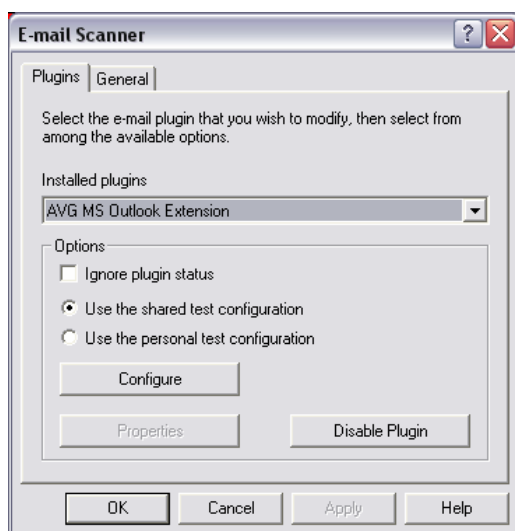 E-mail Scanner
?
Plugins General
Select the e-mail plugin that you wish to modify, then select from
among the available options.
Installed plugins
AVG MS Outlook Extension
Options
Ignore plugin status
Use the shared test configuration
Use the personal test configuration
Configure
Properties Disable Plugin
OK Cancel Apply Help